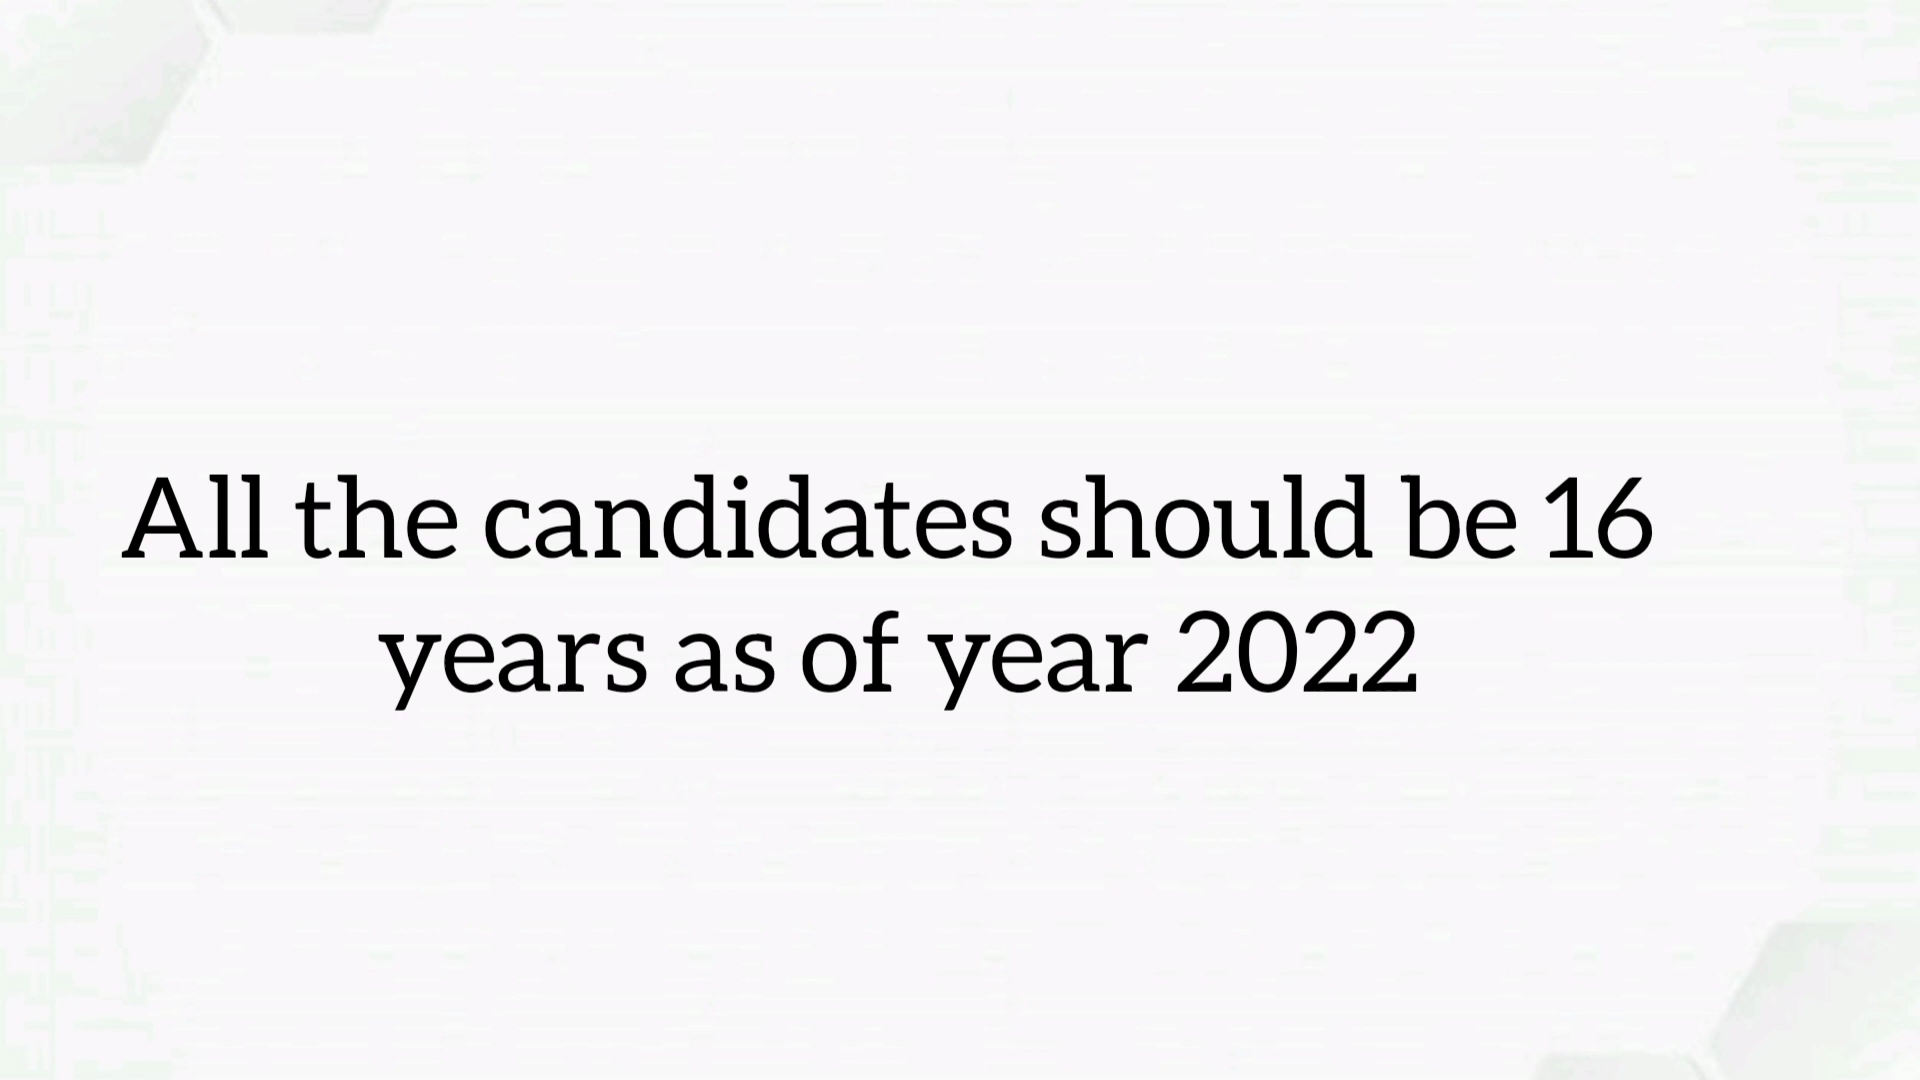 All the candidates should be 16
years as of year 2022